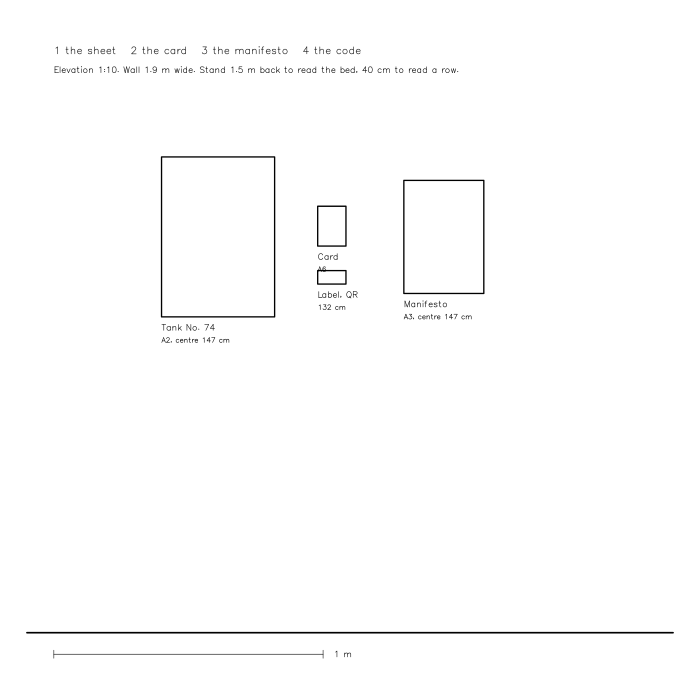 1 the sheet 2 the card 3 the manifesto 4 the code
Elevation 1:10. Wall 1.9 m wide. Stand 1.5 m back to read the bed, 40 cm to read a row.
Card
A6
Label, QR
132 cm
Manifesto
A3, centre 147 cm
Tank No. 74
A2, centre 147 cm
1 m